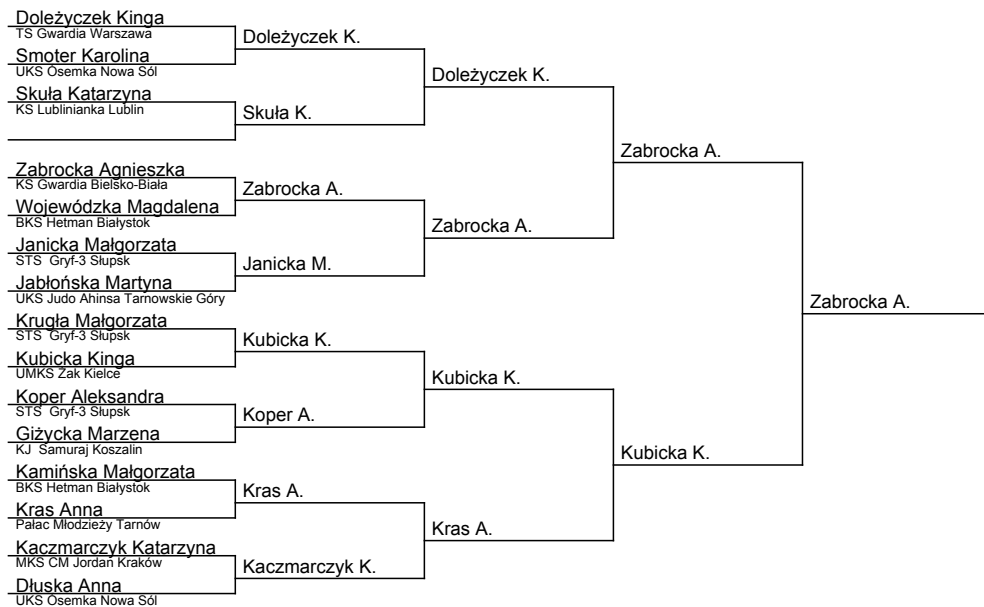 Doleżyczek Kinga
TS Gwardia Warszawa
Smoter Karolina
UKS Ósemka Nowa Sól
Skuła Katarzyna
KS Lublinianka Lublin
Zabrocka Agnieszka
KS Gwardia Bielsko-Biała
Wojewódzka Magdalena
BKS Hetman Białystok
Janicka Małgorzata
STS Gryf-3 Słupsk
Jabłońska Martyna
UKS Judo Ahinsa Tarnowskie Góry
Krugła Małgorzata
STS Gryf-3 Słupsk
Kubicka Kinga
UMKS Żak Kielce
Koper Aleksandra
STS Gryf-3 Słupsk
Giżycka Marzena
KJ Samuraj Koszalin
Kamińska Małgorzata
BKS Hetman Białystok
Kras Anna
Pałac Młodzieży Tarnów
Kaczmarczyk Katarzyna
MKS CM Jordan Kraków
Dłuska Anna
UKS Ósemka Nowa Sól
Doleżyczek K.
Skuła K.
Zabrocka A.
Janicka M.
Kubicka K.
Koper A.
Kras A.
Kaczmarczyk K.
Doleżyczek K.
Zabrocka A.
Kubicka K.
Kras A.
Zabrocka A.
Kubicka K.
Zabrocka A.